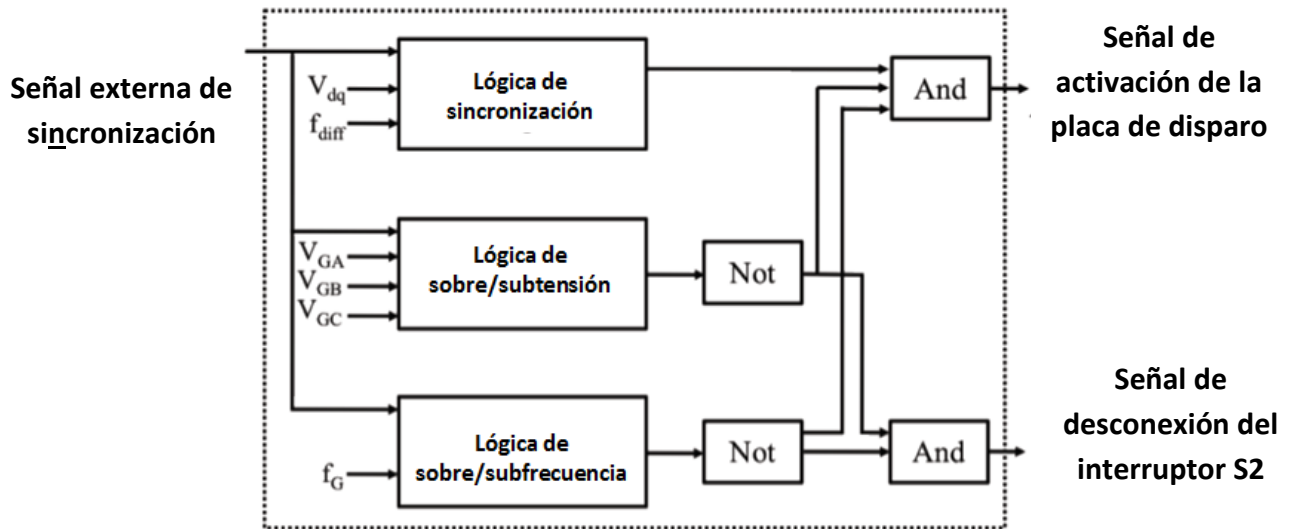 Señal externa de
sincronización
V_dq
f_diff
Lógica de
sincronización
And
Señal de
activación de la
placa de disparo
V_GA
V_GB
V_GC
Lógica de
sobre/subtensión
Not
f_G
Lógica de
sobre/subfrecuencia
Not
And
Señal de
desconexión del
interruptor S2